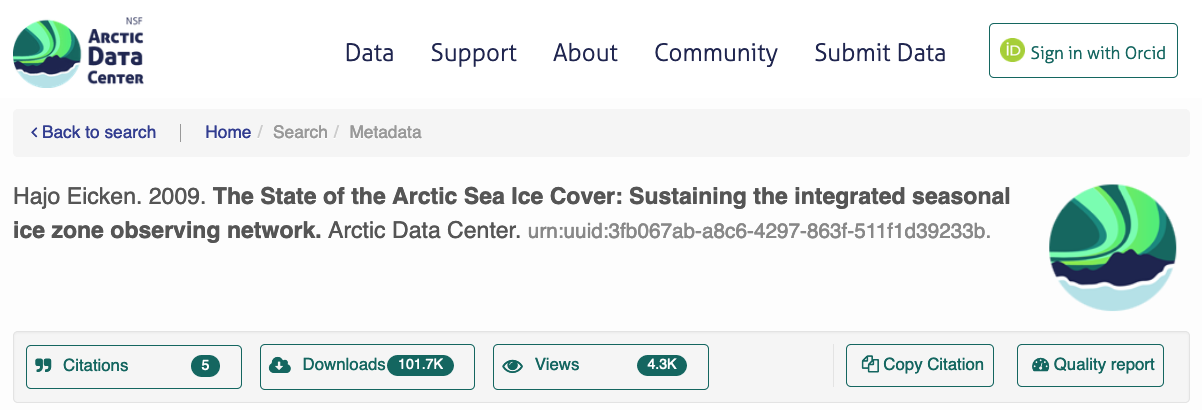 NSF
ARCTIC
DATA
CENTER
Data Support About Community Submit Data
iD Sign in with Orcid
‹ Back to search | Home / Search / Metadata
Hajo Eicken. 2009. The State of the Arctic Sea Ice Cover: Sustaining the integrated seasonal
ice zone observing network. Arctic Data Center. urn:uuid:3fb067ab-a8c6-4297-863f-511f1d39233b.
Citations 5 Downloads 101.7K Views 4.3K Copy Citation Quality report